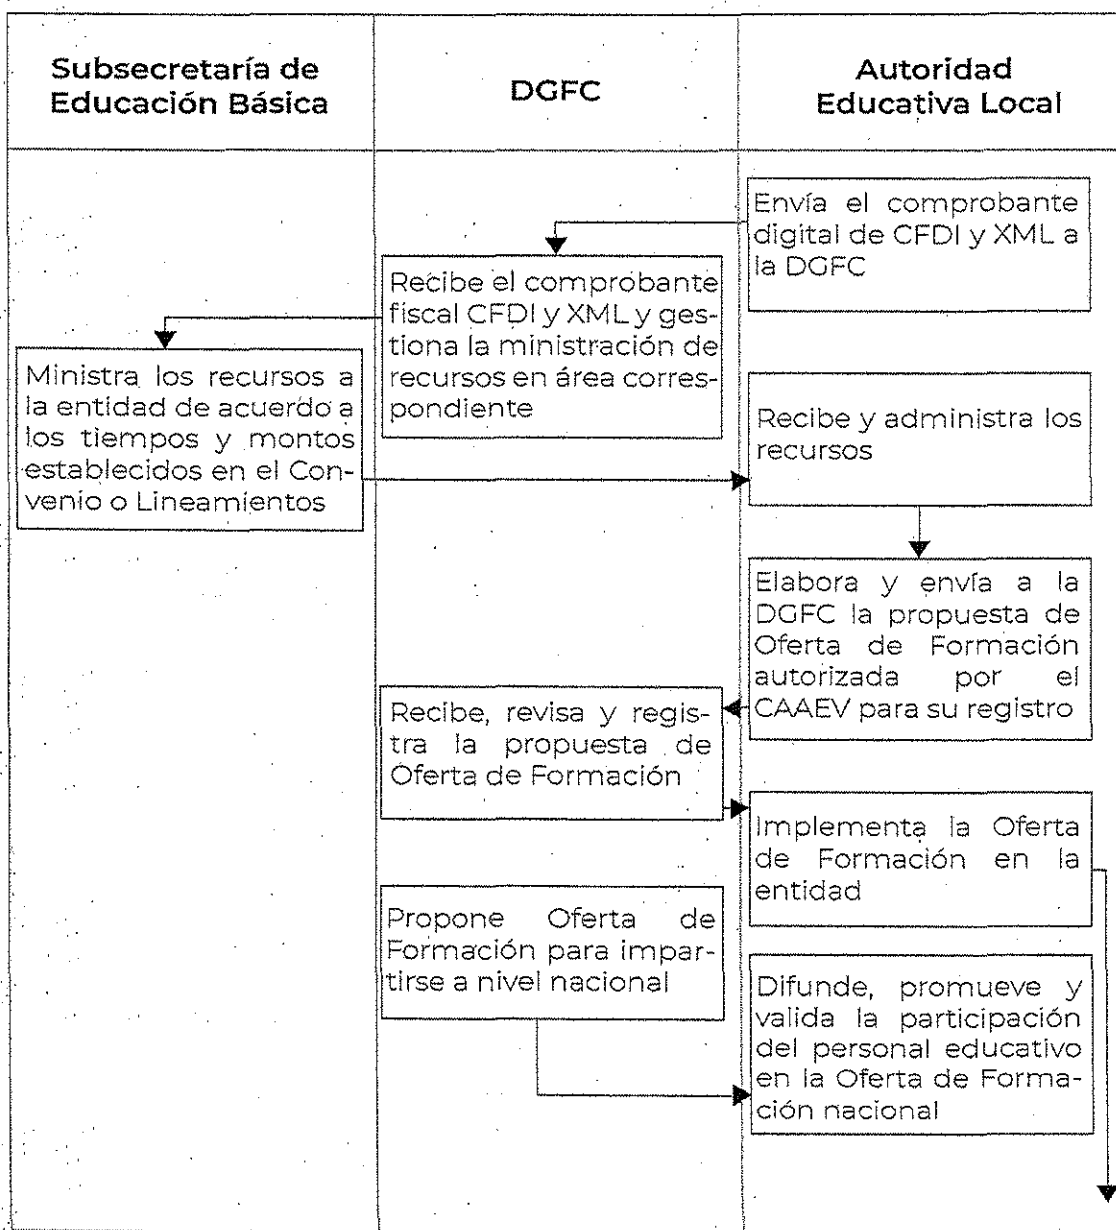 Subsecretaría de
Educación Básica
DGFC
Autoridad
Educativa Local
Envía el comprobante
digital de CFDI y XML a
la DGFC
Recibe el comprobante
fiscal CFDI y XML y ges-
tiona la ministración de
recursos en área corres-
pondiente
Ministra los recursos a
la entidad de acuerdo a
los tiempos y montos
establecidos en el Con-
venio o Lineamientos
Recibe y administra los
recursos
Elabora y envía a la
DGFC la propuesta de
Oferta de Formación
autorizada por el
CAAEV para su registro
Recibe, revisa y regis-
tra la propuesta de
Oferta de Formación
Implementa la Oferta
de Formación en la
entidad
Propone Oferta de
Formación para impar-
tirse a nivel nacional
Difunde, promueve y
valida la participación
del personal educativo
en la Oferta de Forma-
ción nacional